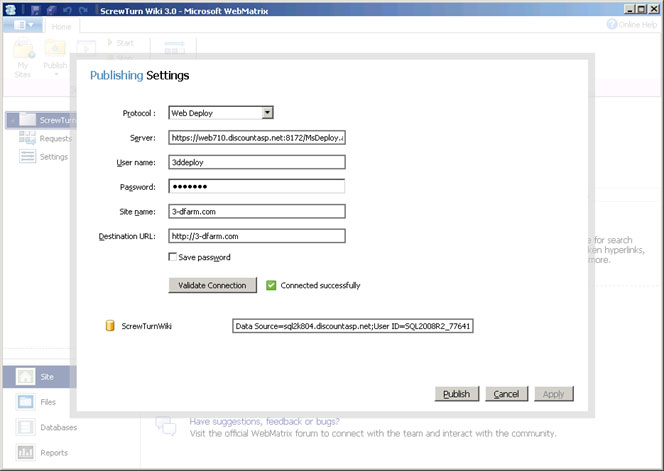 ScrewTurn Wiki 3.0 - Microsoft WebMatrix
Home
Online Help
My Sites
Publish
Start
Publishing Settings
Protocol :
Web Deploy
Server:
https://web710.discountasp.net:8172/MsDeploy.a
User name:
3ddeploy
Password:
•••••••
Site name:
3-dfarm.com
Destination URL:
http://3-dfarm.com
Save password
Validate Connection
Connected successfully
ScrewTurnWiki
Data Source=sql2k804.discountasp.net;User ID=SQL2008R2_77641
Publish
Cancel
Apply
ScrewTurn
Requests
Settings
e for search
ken hyperlinks,
more.
Site
Files
Databases
Reports
Have suggestions, feedback or bugs?
Visit the official WebMatrix forum to connect with the team and interact with the community.